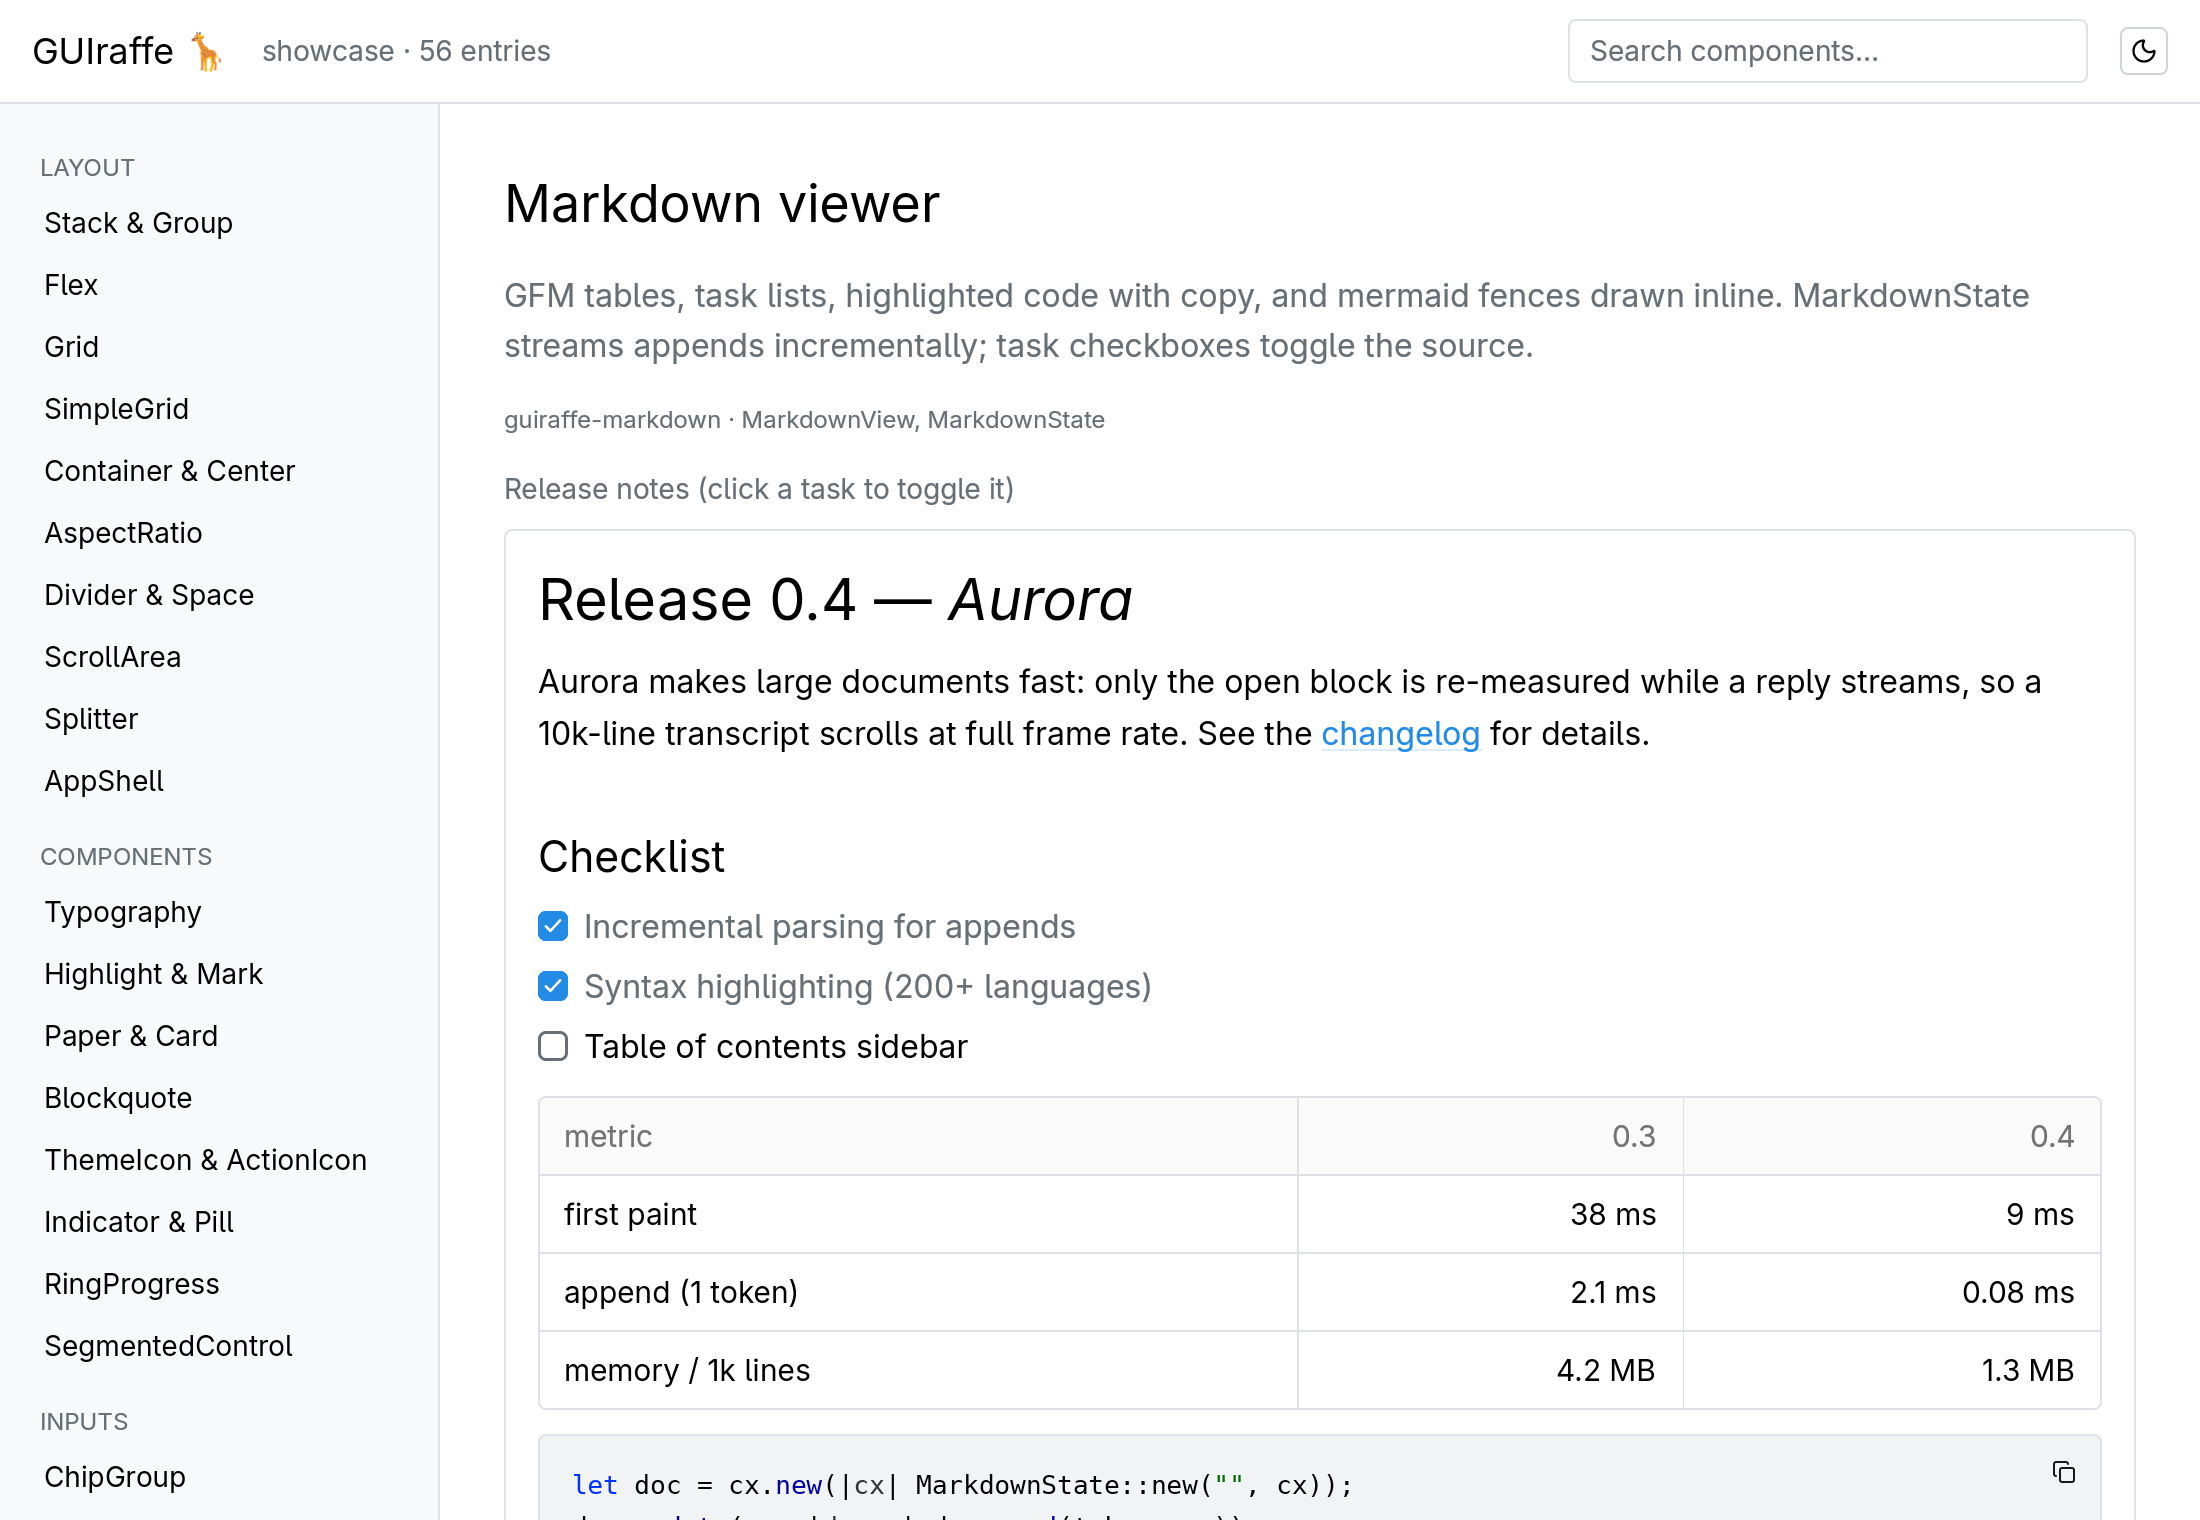 GUIraffe 🦒 showcase · 56 entries
Search components...
LAYOUT
Stack & Group
Flex
Grid
SimpleGrid
Container & Center
AspectRatio
Divider & Space
ScrollArea
Splitter
AppShell
COMPONENTS
Typography
Highlight & Mark
Paper & Card
Blockquote
ThemeIcon & ActionIcon
Indicator & Pill
RingProgress
SegmentedControl
INPUTS
ChipGroup
Markdown viewer
GFM tables, task lists, highlighted code with copy, and mermaid fences drawn inline. MarkdownState
streams appends incrementally; task checkboxes toggle the source.
guiraffe-markdown · MarkdownView, MarkdownState
Release notes (click a task to toggle it)
Release 0.4 — Aurora
Aurora makes large documents fast: only the open block is re-measured while a reply streams, so a
10k-line transcript scrolls at full frame rate. See the changelog for details.
Checklist
Incremental parsing for appends
Syntax highlighting (200+ languages)
Table of contents sidebar
metric 0.3 0.4
first paint 38 ms 9 ms
append (1 token) 2.1 ms 0.08 ms
memory / 1k lines 4.2 MB 1.3 MB
let doc = cx.new(|cx| MarkdownState::new("", cx));